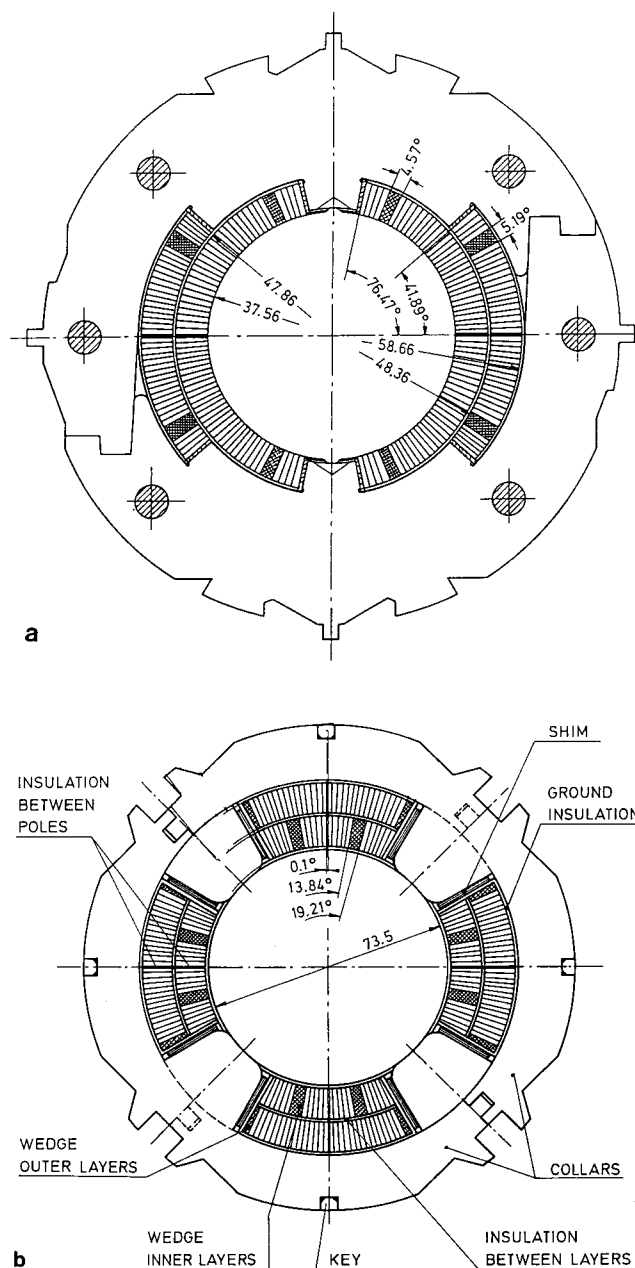 4.57°
5.19°
47.86
37.56
76.47°
41.89°
58.66
48.36
a
SHIM
INSULATION
BETWEEN
POLES
GROUND
INSULATION
0.1°
13.84°
19.21°
73.5
WEDGE
OUTER LAYERS
COLLARS
WEDGE
INNER LAYERS
KEY
INSULATION
BETWEEN LAYERS
b